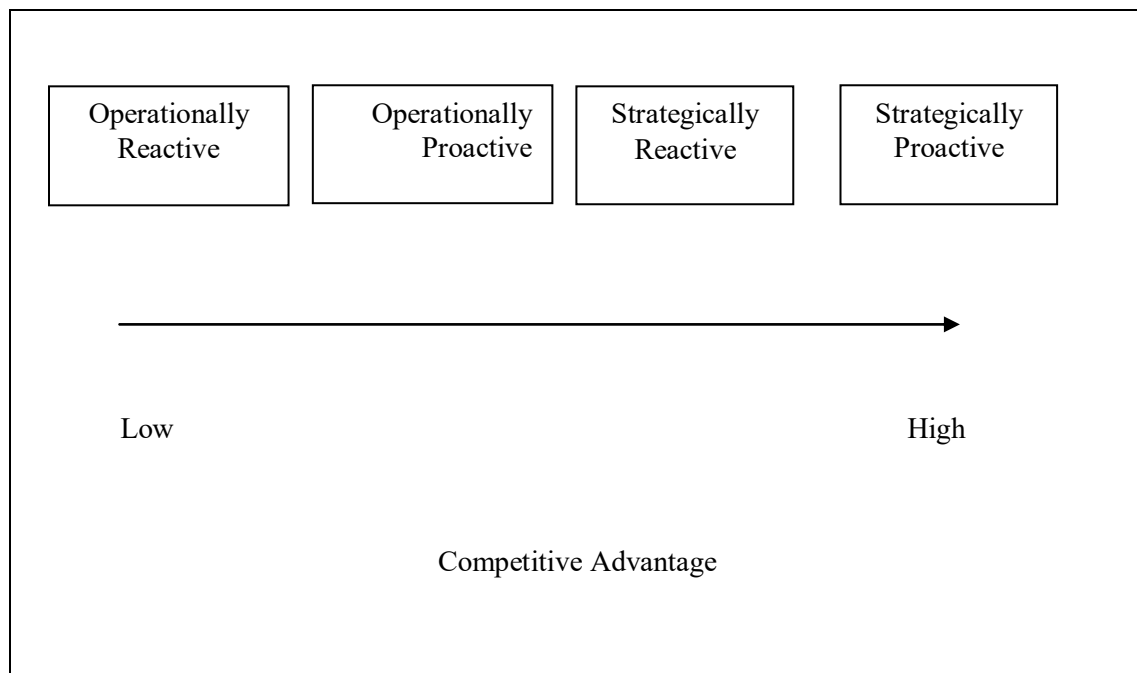 Operationally
Reactive
Operationally
Proactive
Strategically
Reactive
Strategically
Proactive
Low
High
Competitive Advantage